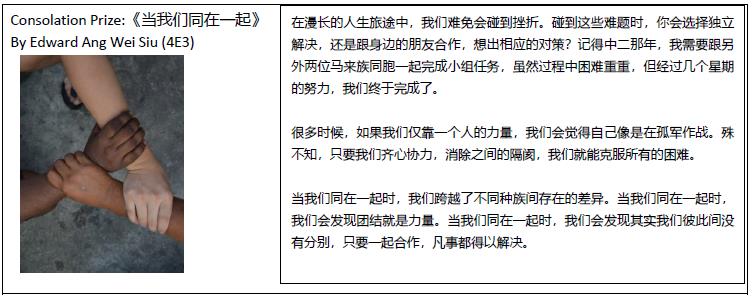 Consolation Prize:《当我们同在一起》
By Edward Ang Wei Siu (4E3)
在漫长的人生旅途中，我们难免会碰到挫折。碰到这些难题时，你会选择独立
解决，还是跟身边的朋友合作，想出相应的对策？记得中二那年，我需要跟另
外两位马来族同胞一起完成小组任务，虽然过程中困难重重，但经过几个星期
的努力，我们终于完成了。
很多时候，如果我们仅靠一个人的力量，我们会觉得自己像是在孤军作战。殊
不知，只要我们齐心协力，消除之间的隔阂，我们就能克服所有的困难。
当我们同在一起时，我们跨越了不同种族间存在的差异。当我们同在一起时，
我们会发现团结就是力量。当我们同在一起时，我们会发现其实我们彼此间没
有分别，只要一起合作，凡事都得以解决。